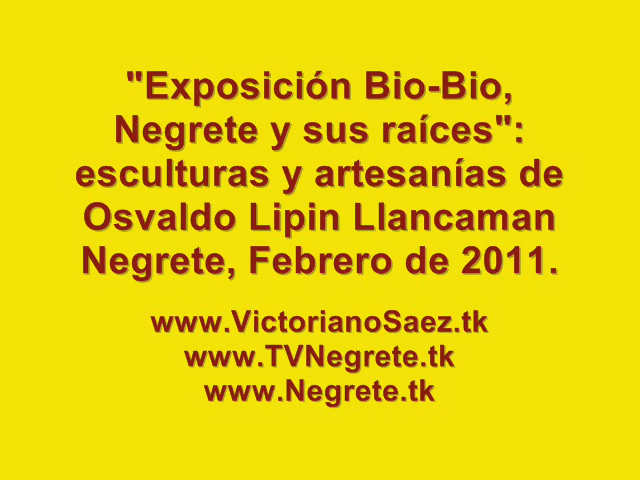 "Exposición Bio-Bio,
Negrete y sus raíces":
esculturas y artesanías de
Osvaldo Lipin Llancaman
Negrete, Febrero de 2011.
www.VictorianoSaez.tk
www.TVNegrete.tk
www.Negrete.tk